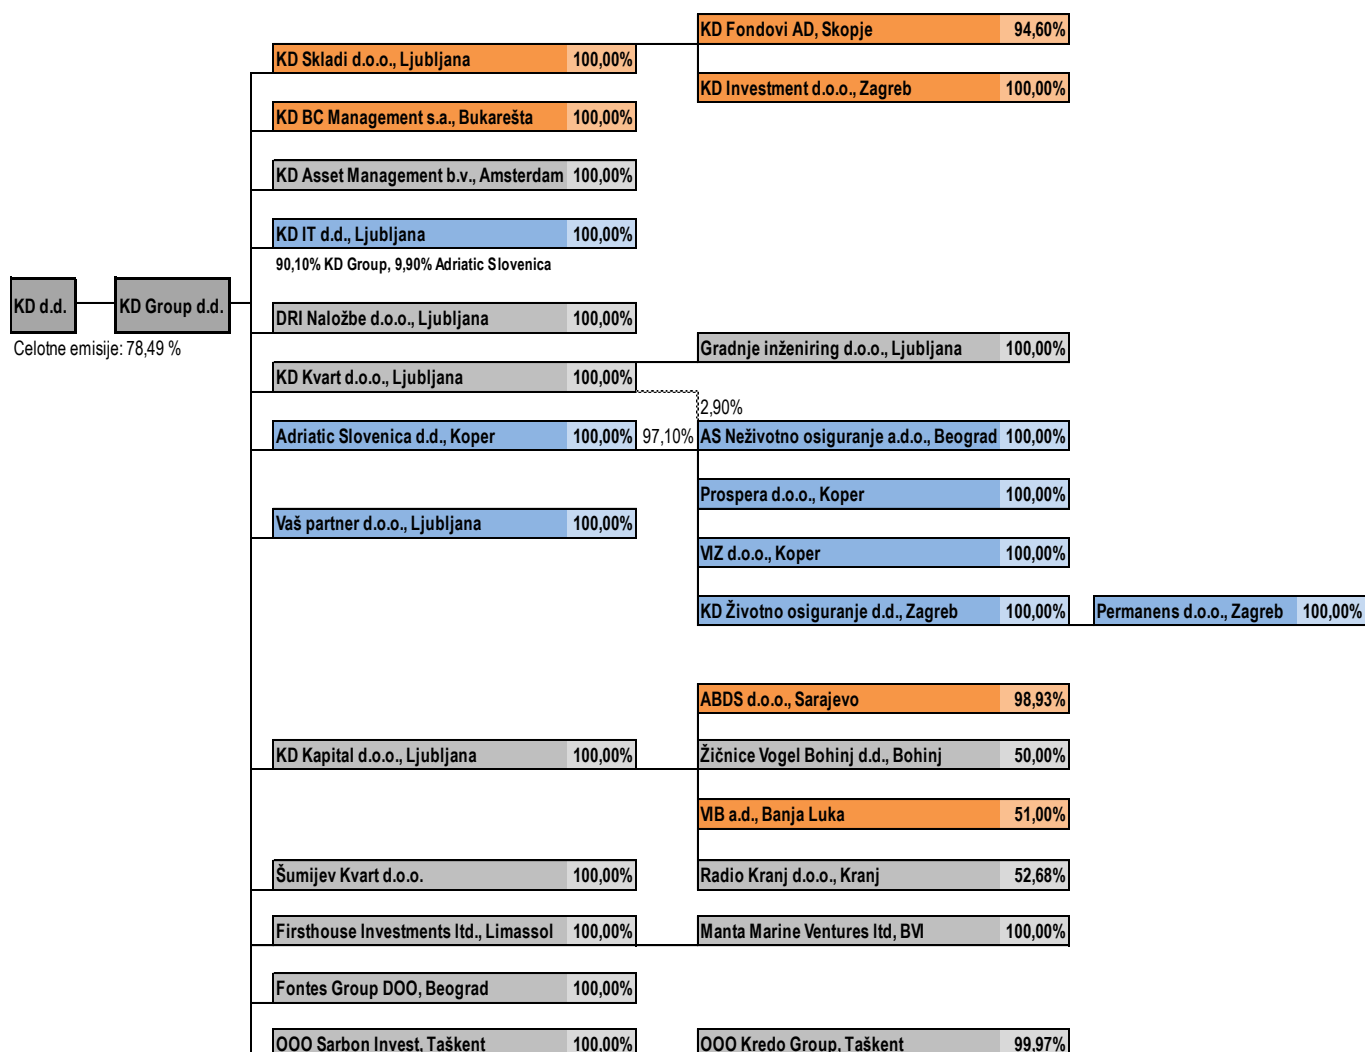 KD Fondovi AD, Skopje 94,60%
KD Skladi d.o.o., Ljubljana 100,00%
KD Investment d.o.o., Zagreb 100,00%
KD BC Management s.a., Bukarešta 100,00%
KD Asset Management b.v., Amsterdam 100,00%
KD IT d.d., Ljubljana 100,00%
90,10% KD Group, 9,90% Adriatic Slovenica
KD d.d.
KD Group d.d.
Celotne emisije: 78,49 %
DRI Naložbe d.o.o., Ljubljana 100,00%
Gradnje inženiring d.o.o., Ljubljana 100,00%
KD Kvart d.o.o., Ljubljana 100,00%
2,90%
Adriatic Slovenica d.d., Koper 100,00%
97,10%
AS Neživotno osiguranje a.d.o., Beograd 100,00%
Prospera d.o.o., Koper 100,00%
Vaš partner d.o.o., Ljubljana 100,00%
VIZ d.o.o., Koper 100,00%
KD Životno osiguranje d.d., Zagreb 100,00%
Permanens d.o.o., Zagreb 100,00%
ABDS d.o.o., Sarajevo 98,93%
KD Kapital d.o.o., Ljubljana 100,00%
Žičnice Vogel Bohinj d.d., Bohinj 50,00%
VIB a.d., Banja Luka 51,00%
Šumijev Kvart d.o.o. 100,00%
Radio Kranj d.o.o., Kranj 52,68%
Firsthouse Investments ltd., Limassol 100,00%
Manta Marine Ventures ltd, BVI 100,00%
Fontes Group DOO, Beograd 100,00%
OOO Sarbon Invest, Taškent 100,00%
OOO Kredo Group, Taškent 99,97%